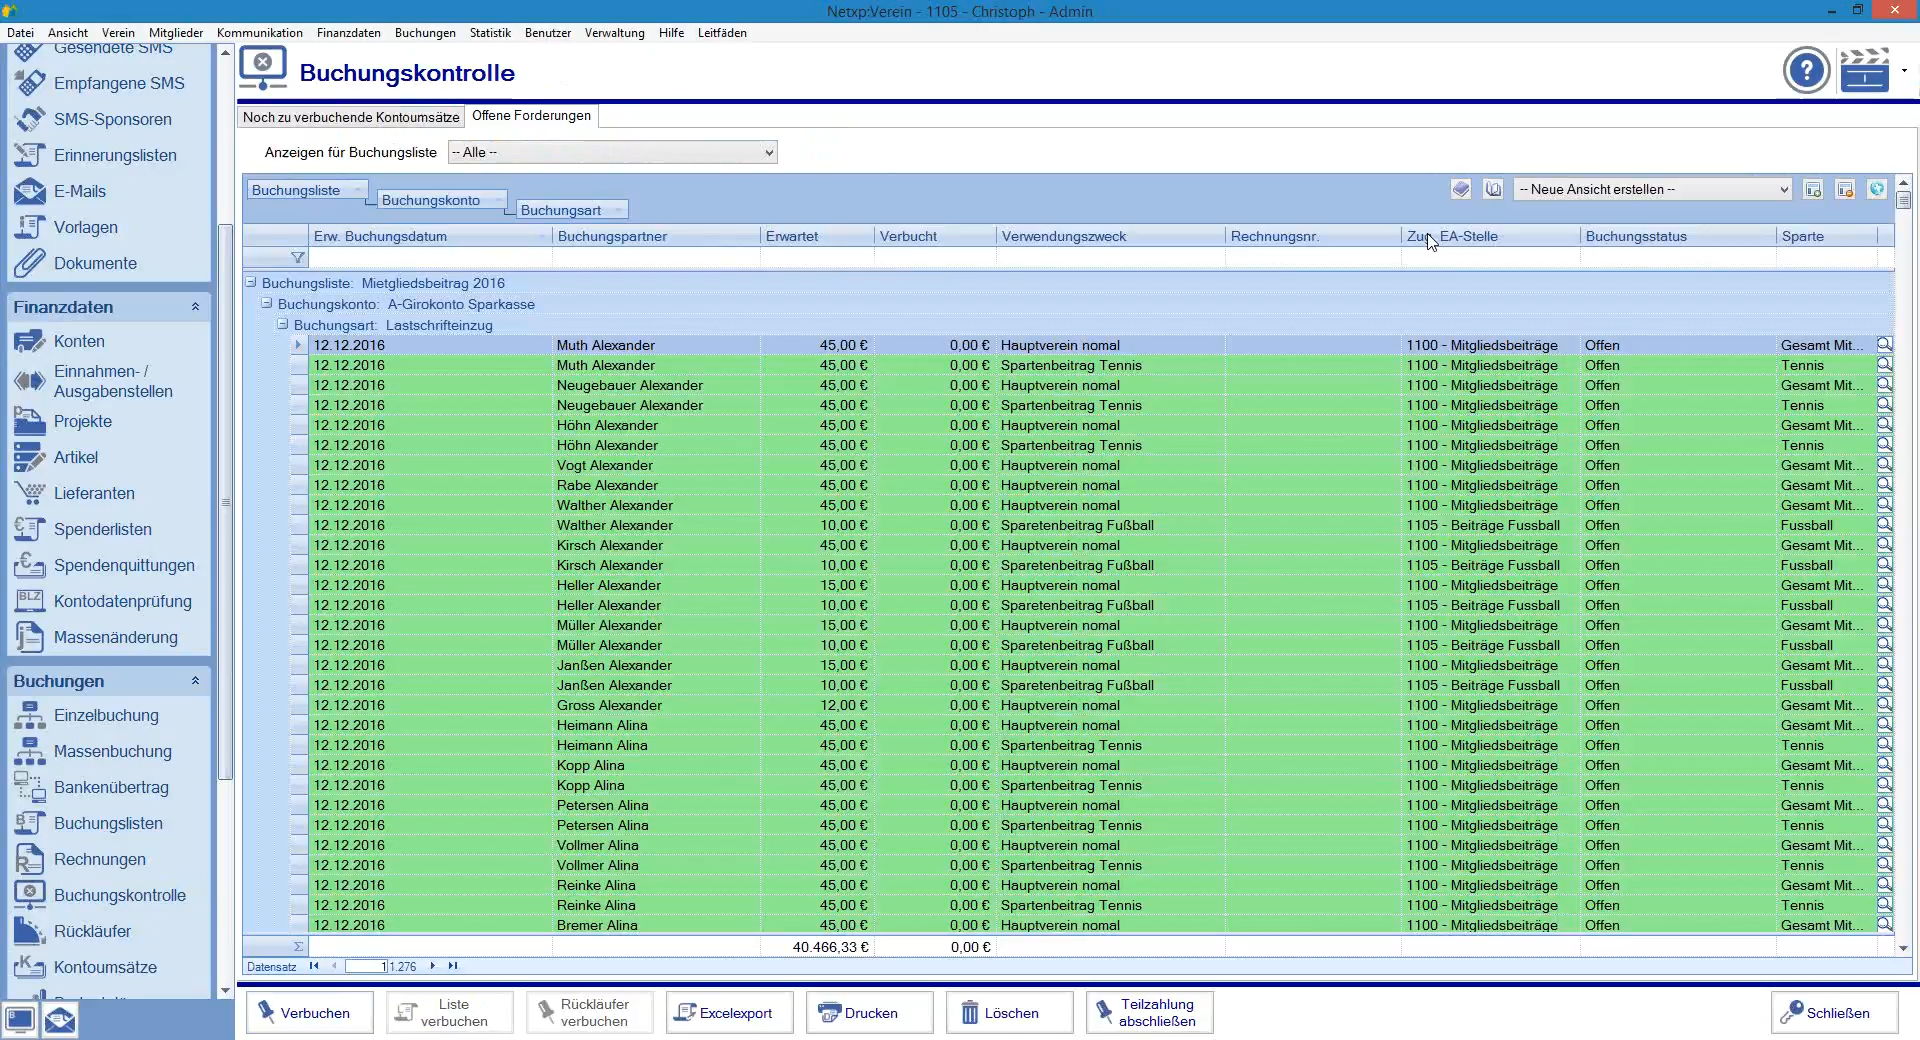 Netxp:Verein - 1105 - Christoph - Admin
Datei Ansicht Verein Mitglieder Kommunikation Finanzdaten Buchungen Statistik Benutzer Verwaltung Hilfe Leitfäden
Gesendete SMS
Empfangene SMS
SMS-Sponsoren
Erinnerungslisten
E-Mails
Vorlagen
Dokumente
Finanzdaten
Konten
Einnahmen- /
Ausgabenstellen
Projekte
Artikel
Lieferanten
Spenderlisten
Spendenquittungen
BLZ Kontodatenprüfung
Massenänderung
Buchungen
Einzelbuchung
Massenbuchung
Bankenübertrag
Buchungslisten
Rechnungen
Buchungskontrolle
Rückläufer
Kontoumsätze
Buchungskontrolle
Noch zu verbuchende Kontoumsätze Offene Forderungen
Anzeigen für Buchungsliste -- Alle --
Buchungsliste
Buchungskonto
Buchungsart
-- Neue Ansicht erstellen --
Erw. Buchungsdatum Buchungspartner Erwartet Verbucht Verwendungszweck Rechnungsnr. EA-Stelle Buchungsstatus Sparte
Buchungsliste: Mietgliedsbeitrag 2016
Buchungskonto: A-Girokonto Sparkasse
Buchungsart: Lastschrifteinzug
12.12.2016 Muth Alexander 45,00 € 0,00 € Hauptverein nomal 1100 - Mitgliedsbeiträge Offen Gesamt Mit...
12.12.2016 Muth Alexander 45,00 € 0,00 € Spartenbeitrag Tennis 1100 - Mitgliedsbeiträge Offen Tennis
12.12.2016 Neugebauer Alexander 45,00 € 0,00 € Hauptverein nomal 1100 - Mitgliedsbeiträge Offen Gesamt Mit...
12.12.2016 Neugebauer Alexander 45,00 € 0,00 € Spartenbeitrag Tennis 1100 - Mitgliedsbeiträge Offen Tennis
12.12.2016 Höhn Alexander 45,00 € 0,00 € Hauptverein nomal 1100 - Mitgliedsbeiträge Offen Gesamt Mit...
12.12.2016 Höhn Alexander 45,00 € 0,00 € Spartenbeitrag Tennis 1100 - Mitgliedsbeiträge Offen Tennis
12.12.2016 Vogt Alexander 45,00 € 0,00 € Hauptverein nomal 1100 - Mitgliedsbeiträge Offen Gesamt Mit...
12.12.2016 Rabe Alexander 45,00 € 0,00 € Hauptverein nomal 1100 - Mitgliedsbeiträge Offen Gesamt Mit...
12.12.2016 Walther Alexander 45,00 € 0,00 € Hauptverein nomal 1100 - Mitgliedsbeiträge Offen Gesamt Mit...
12.12.2016 Walther Alexander 10,00 € 0,00 € Sparetenbeitrag Fußball 1105 - Beiträge Fussball Offen Fussball
12.12.2016 Kirsch Alexander 45,00 € 0,00 € Hauptverein nomal 1100 - Mitgliedsbeiträge Offen Gesamt Mit...
12.12.2016 Kirsch Alexander 10,00 € 0,00 € Sparetenbeitrag Fußball 1105 - Beiträge Fussball Offen Fussball
12.12.2016 Heller Alexander 15,00 € 0,00 € Hauptverein nomal 1100 - Mitgliedsbeiträge Offen Gesamt Mit...
12.12.2016 Heller Alexander 10,00 € 0,00 € Sparetenbeitrag Fußball 1105 - Beiträge Fussball Offen Fussball
12.12.2016 Müller Alexander 15,00 € 0,00 € Hauptverein nomal 1100 - Mitgliedsbeiträge Offen Gesamt Mit...
12.12.2016 Müller Alexander 10,00 € 0,00 € Sparetenbeitrag Fußball 1105 - Beiträge Fussball Offen Fussball
12.12.2016 Janßen Alexander 15,00 € 0,00 € Hauptverein nomal 1100 - Mitgliedsbeiträge Offen Gesamt Mit...
12.12.2016 Janßen Alexander 10,00 € 0,00 € Sparetenbeitrag Fußball 1105 - Beiträge Fussball Offen Fussball
12.12.2016 Gross Alexander 12,00 € 0,00 € Hauptverein nomal 1100 - Mitgliedsbeiträge Offen Gesamt Mit...
12.12.2016 Heimann Alina 45,00 € 0,00 € Hauptverein nomal 1100 - Mitgliedsbeiträge Offen Gesamt Mit...
12.12.2016 Heimann Alina 45,00 € 0,00 € Spartenbeitrag Tennis 1100 - Mitgliedsbeiträge Offen Tennis
12.12.2016 Kopp Alina 45,00 € 0,00 € Hauptverein nomal 1100 - Mitgliedsbeiträge Offen Gesamt Mit...
12.12.2016 Kopp Alina 45,00 € 0,00 € Spartenbeitrag Tennis 1100 - Mitgliedsbeiträge Offen Tennis
12.12.2016 Petersen Alina 45,00 € 0,00 € Hauptverein nomal 1100 - Mitgliedsbeiträge Offen Gesamt Mit...
12.12.2016 Petersen Alina 45,00 € 0,00 € Spartenbeitrag Tennis 1100 - Mitgliedsbeiträge Offen Tennis
12.12.2016 Vollmer Alina 45,00 € 0,00 € Hauptverein nomal 1100 - Mitgliedsbeiträge Offen Gesamt Mit...
12.12.2016 Vollmer Alina 45,00 € 0,00 € Spartenbeitrag Tennis 1100 - Mitgliedsbeiträge Offen Tennis
12.12.2016 Reinke Alina 45,00 € 0,00 € Hauptverein nomal 1100 - Mitgliedsbeiträge Offen Gesamt Mit...
12.12.2016 Reinke Alina 45,00 € 0,00 € Spartenbeitrag Tennis 1100 - Mitgliedsbeiträge Offen Tennis
12.12.2016 Bremer Alina 45,00 € 0,00 € Hauptverein nomal 1100 - Mitgliedsbeiträge Offen Gesamt Mit...
Σ 40.466,33 € 0,00 €
Datensatz 1 1.276
Verbuchen
Liste
verbuchen
Rückläufer
verbuchen
Excelexport
Drucken
Löschen
Teilzahlung
abschließen
Schließen